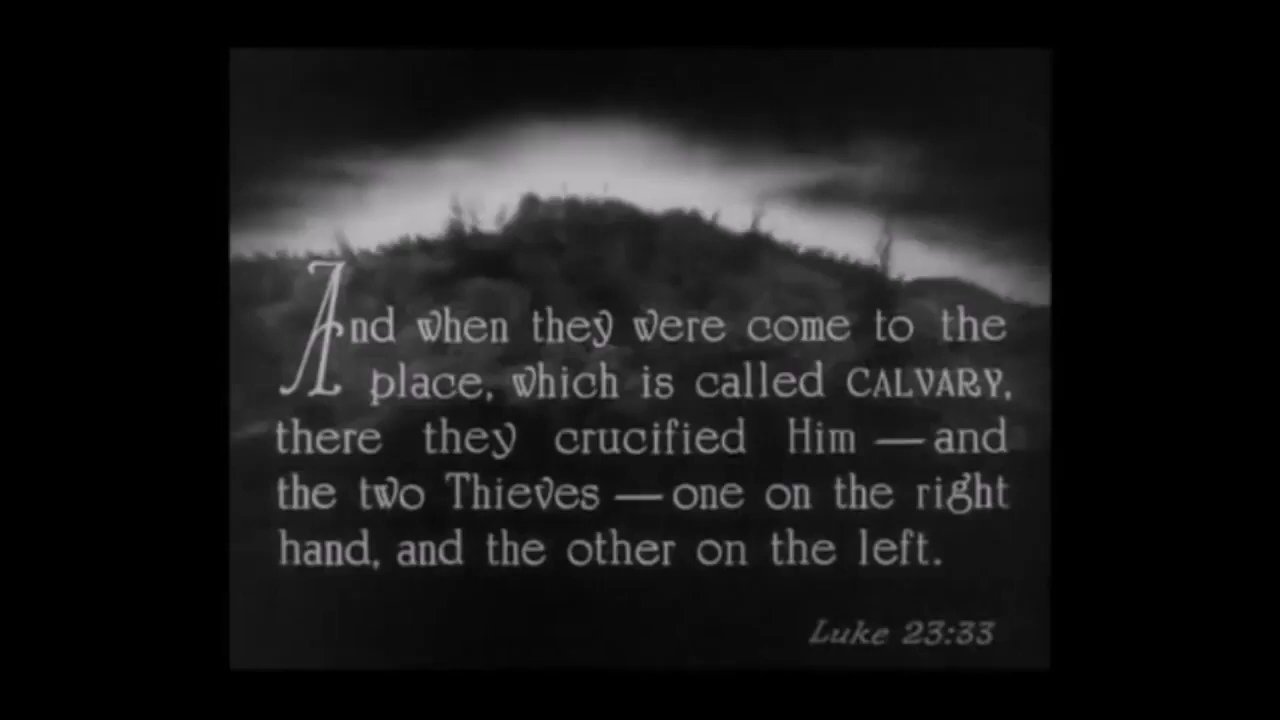 And when they were come to the
place, which is called CALVARY,
there they crucified Him — and
the two Thieves — one on the right
hand, and the other on the left.
Luke 23:33